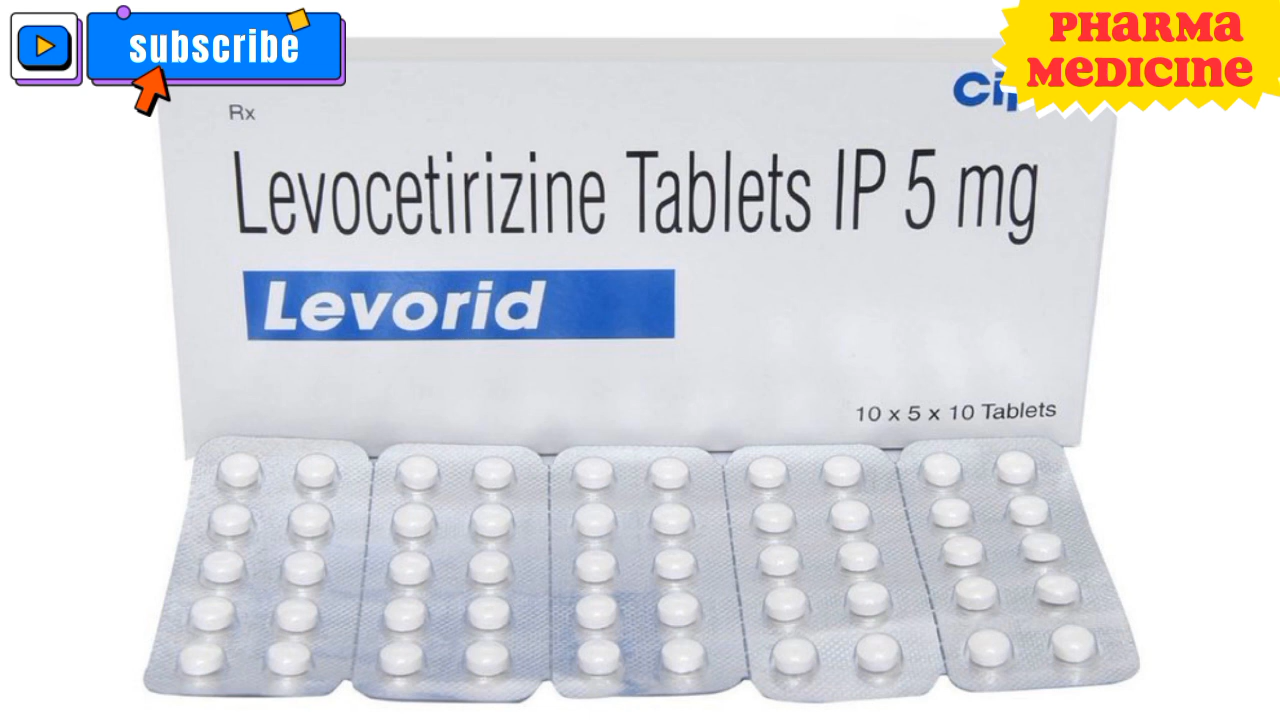 subscribe
PHARMA
MEDICINE
Rx
Levocetirizine Tablets IP 5 mg
Levorid
10 x 5 x 10 Tablets